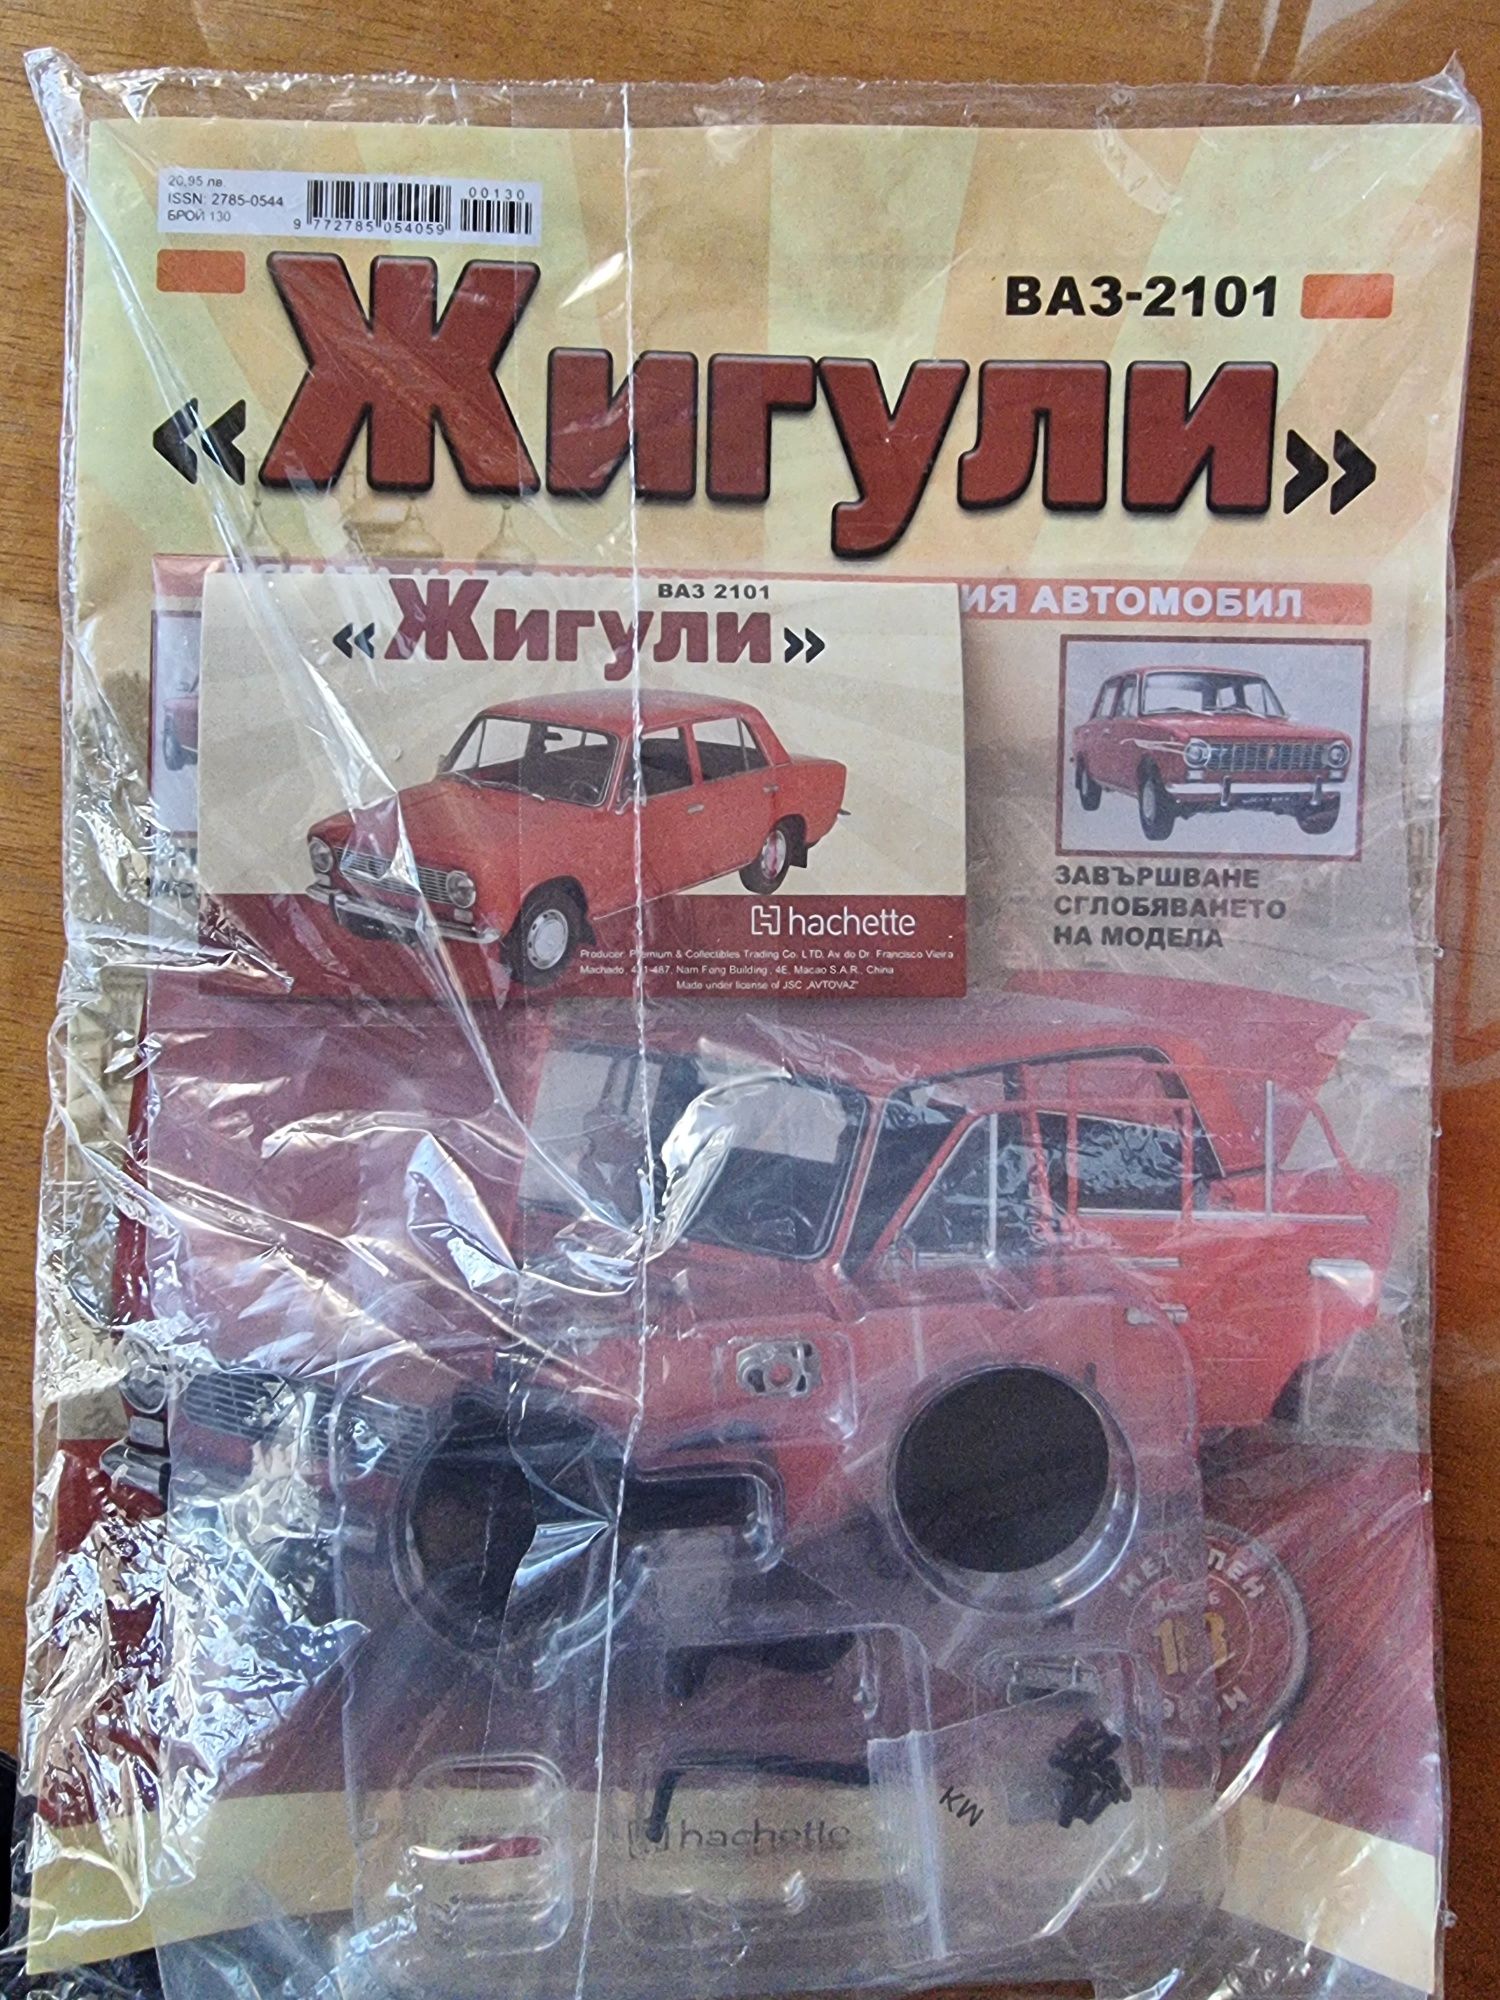 20,95 лв.
ISSN: 2785-0544
БРОЙ 130
00130
9 772785 054059
ВАЗ-2101
«Жигули»
ИЯ АВТОМОБИЛ
ВАЗ 2101
«Жигули»
hachette
Producer: Premium & Collectibles Trading Co. LTD, Av. do Dr. Francisco Vieira
Machado, 471-487, Nam Fong Building, 4E, Macao S.A.R., China
Made under license of JSC „AVTOVAZ"
ЗАВЪРШВАНЕ
СГЛОБЯВАНЕТО
НА МОДЕЛА
KW
hachette